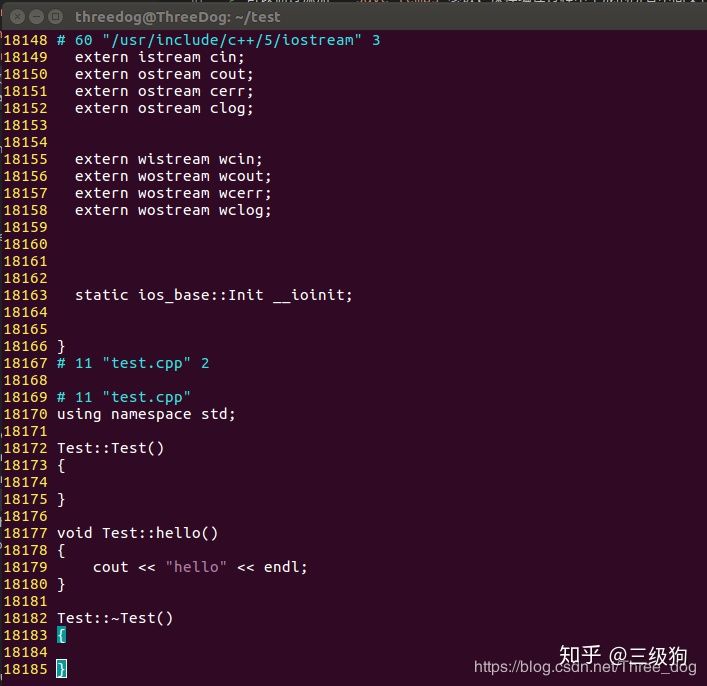 threedog@ThreeDog: ~/test
18148 # 60 "/usr/include/c++/5/iostream" 3
18149   extern istream cin;
18150   extern ostream cout;
18151   extern ostream cerr;
18152   extern ostream clog;
18153
18154
18155   extern wistream wcin;
18156   extern wostream wcout;
18157   extern wostream wcerr;
18158   extern wostream wclog;
18159
18160
18161
18162
18163   static ios_base::Init __ioinit;
18164
18165
18166 }
18167 # 11 "test.cpp" 2
18168
18169 # 11 "test.cpp"
18170 using namespace std;
18171
18172 Test::Test()
18173 {
18174
18175 }
18176
18177 void Test::hello()
18178 {
18179     cout << "hello" << endl;
18180 }
18181
18182 Test::~Test()
18183 {
18184
18185 }
知乎 @三级狗
https://blog.csdn.net/Three_dog